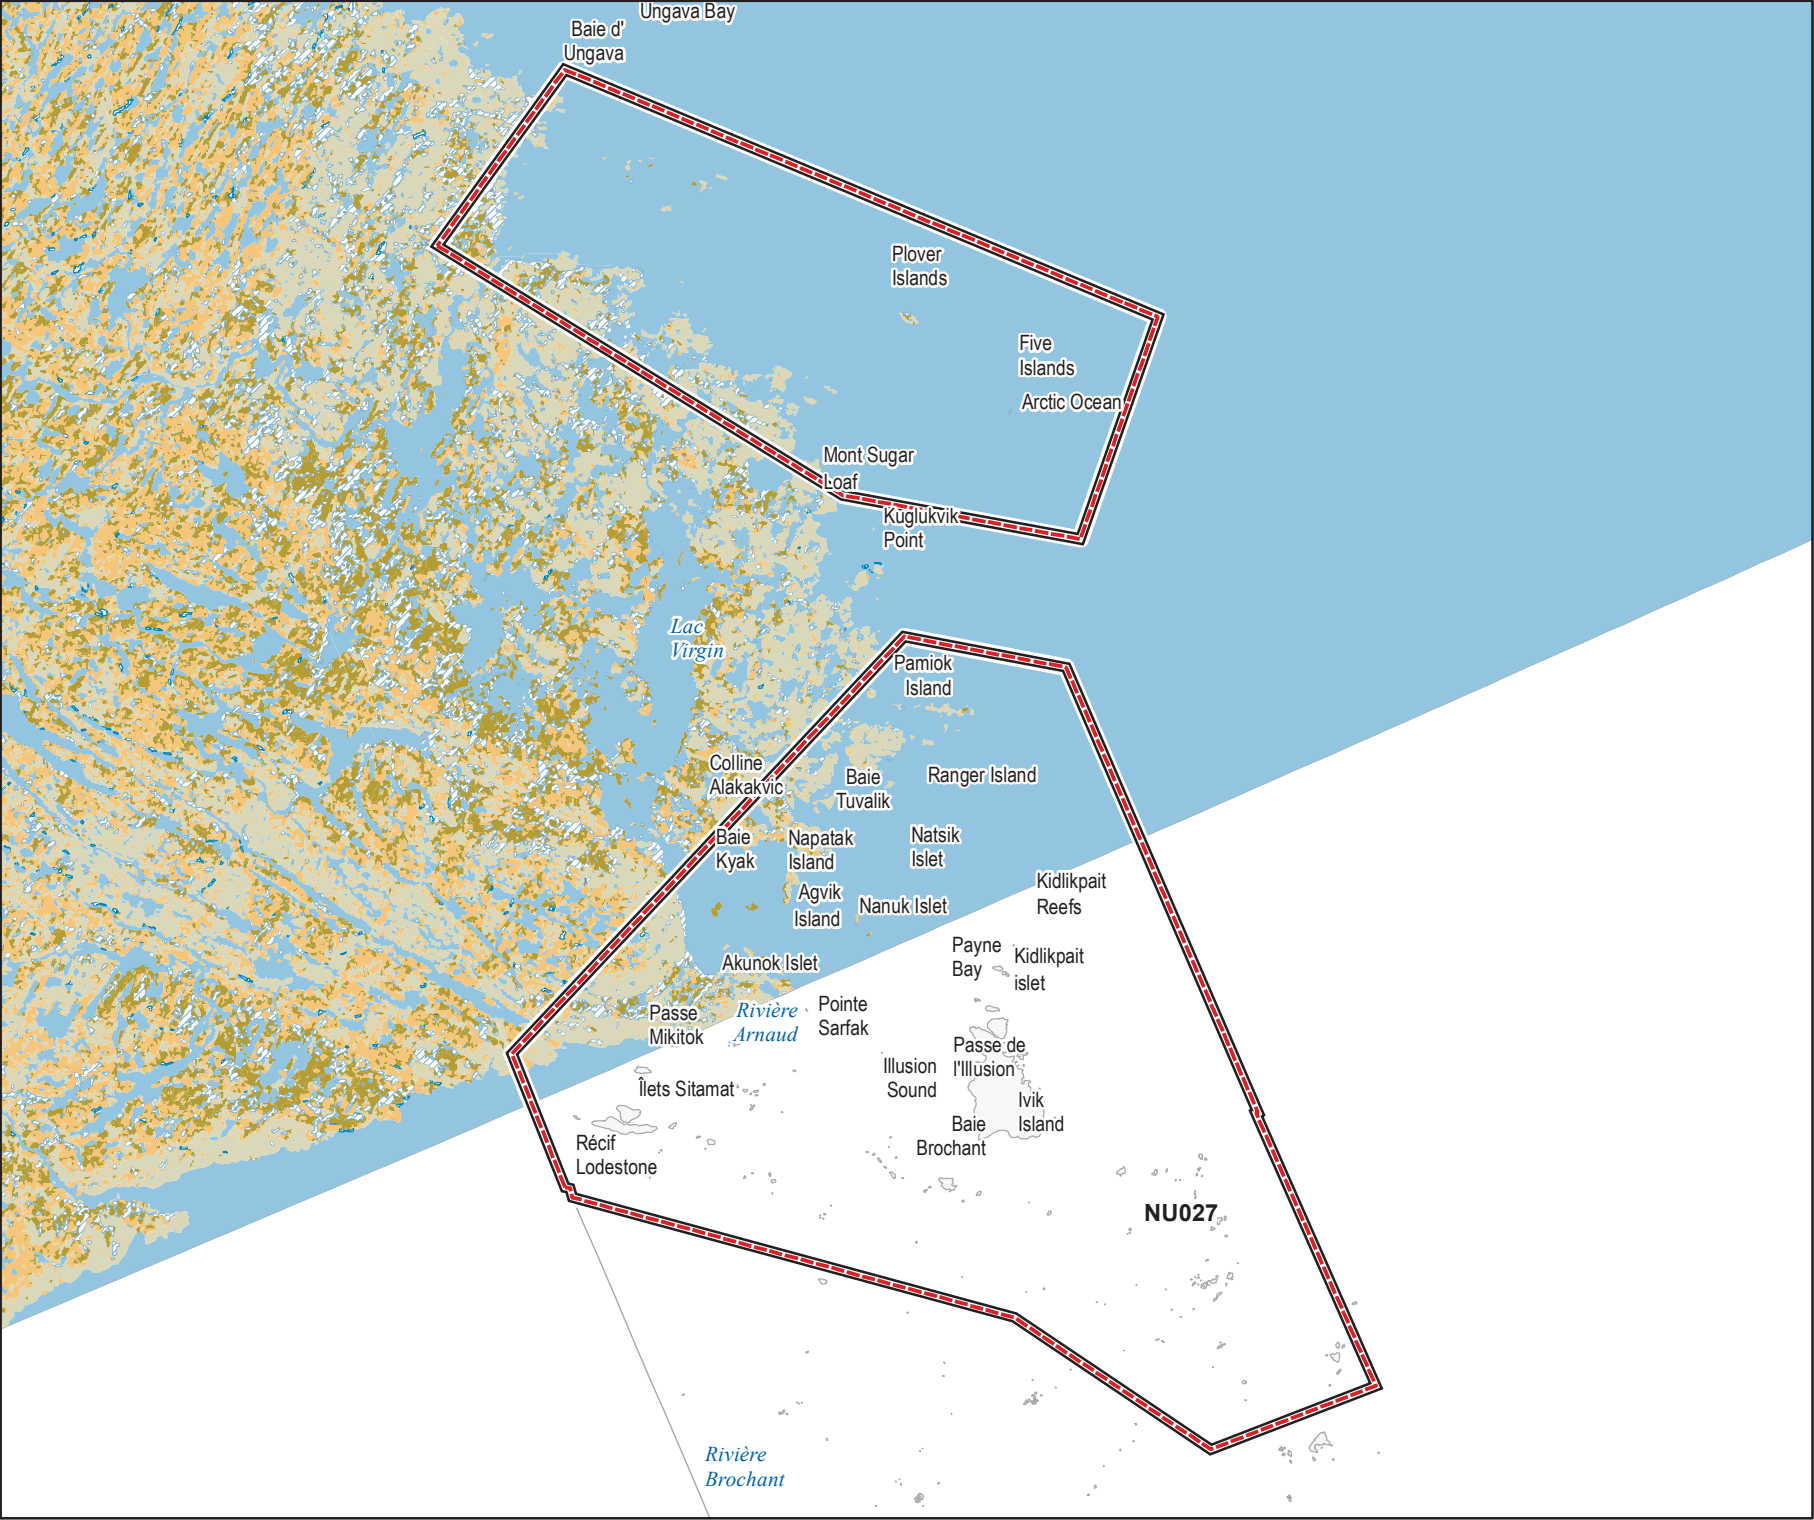 Ungava Bay
Baie d'
Ungava
Plover
Islands
Five
Islands
Arctic Ocean
Mont Sugar
Loaf
Kuglukvik
Point
Lac
Virgin
Pamiok
Island
Colline
Alakakvic
Baie
Tuvalik
Ranger Island
Baie
Kyak
Napatak
Island
Natsik
Islet
Agvik
Island
Nanuk Islet
Kidlikpait
Reefs
Akunok Islet
Payne
Bay
Kidlikpait
islet
Passe
Mikitok
Rivière
Arnaud
Pointe
Sarfak
Passe de
l'Illusion
Illusion
Sound
Îlets Sitamat
Ivik
Island
Baie
Brochant
Récif
Lodestone
NU027
Rivière
Brochant